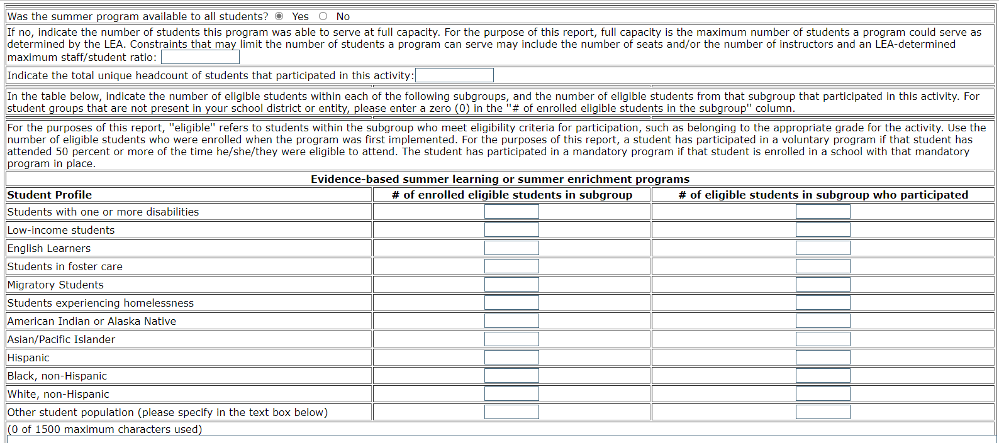 Was the summer program available to all students? Yes No
If no, indicate the number of students this program was able to serve at full capacity. For the purpose of this report, full capacity is the maximum number of students a program could serve as
determined by the LEA. Constraints that may limit the number of students a program can serve may include the number of seats and/or the number of instructors and an LEA-determined
maximum staff/student ratio:
Indicate the total unique headcount of students that participated in this activity:
In the table below, indicate the number of eligible students within each of the following subgroups, and the number of eligible students from that subgroup that participated in this activity. For
student groups that are not present in your school district or entity, please enter a zero (0) in the "# of enrolled eligible students in the subgroup" column.
For the purposes of this report, "eligible" refers to students within the subgroup who meet eligibility criteria for participation, such as belonging to the appropriate grade for the activity. Use the
number of eligible students who were enrolled when the program was first implemented. For the purposes of this report, a student has participated in a voluntary program if that student has
attended 50 percent or more of the time he/she/they were eligible to attend. The student has participated in a mandatory program if that student is enrolled in a school with that mandatory
program in place.
Evidence-based summer learning or summer enrichment programs
Student Profile # of enrolled eligible students in subgroup # of eligible students in subgroup who participated
Students with one or more disabilities
Low-income students
English Learners
Students in foster care
Migratory Students
Students experiencing homelessness
American Indian or Alaska Native
Asian/Pacific Islander
Hispanic
Black, non-Hispanic
White, non-Hispanic
Other student population (please specify in the text box below)
(0 of 1500 maximum characters used)